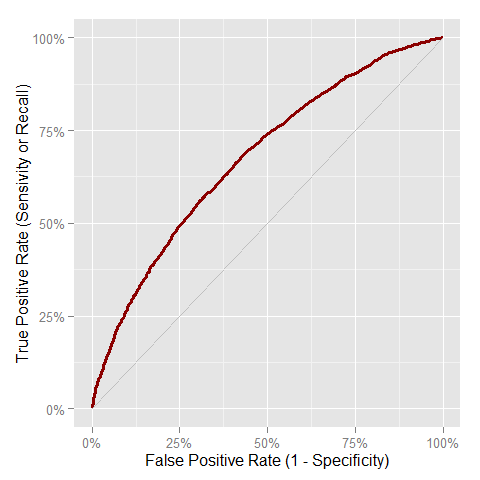 100%
75%
50%
25%
0%
True Positive Rate (Sensivity or Recall)
0% 25% 50% 75% 100%
False Positive Rate (1 - Specificity)